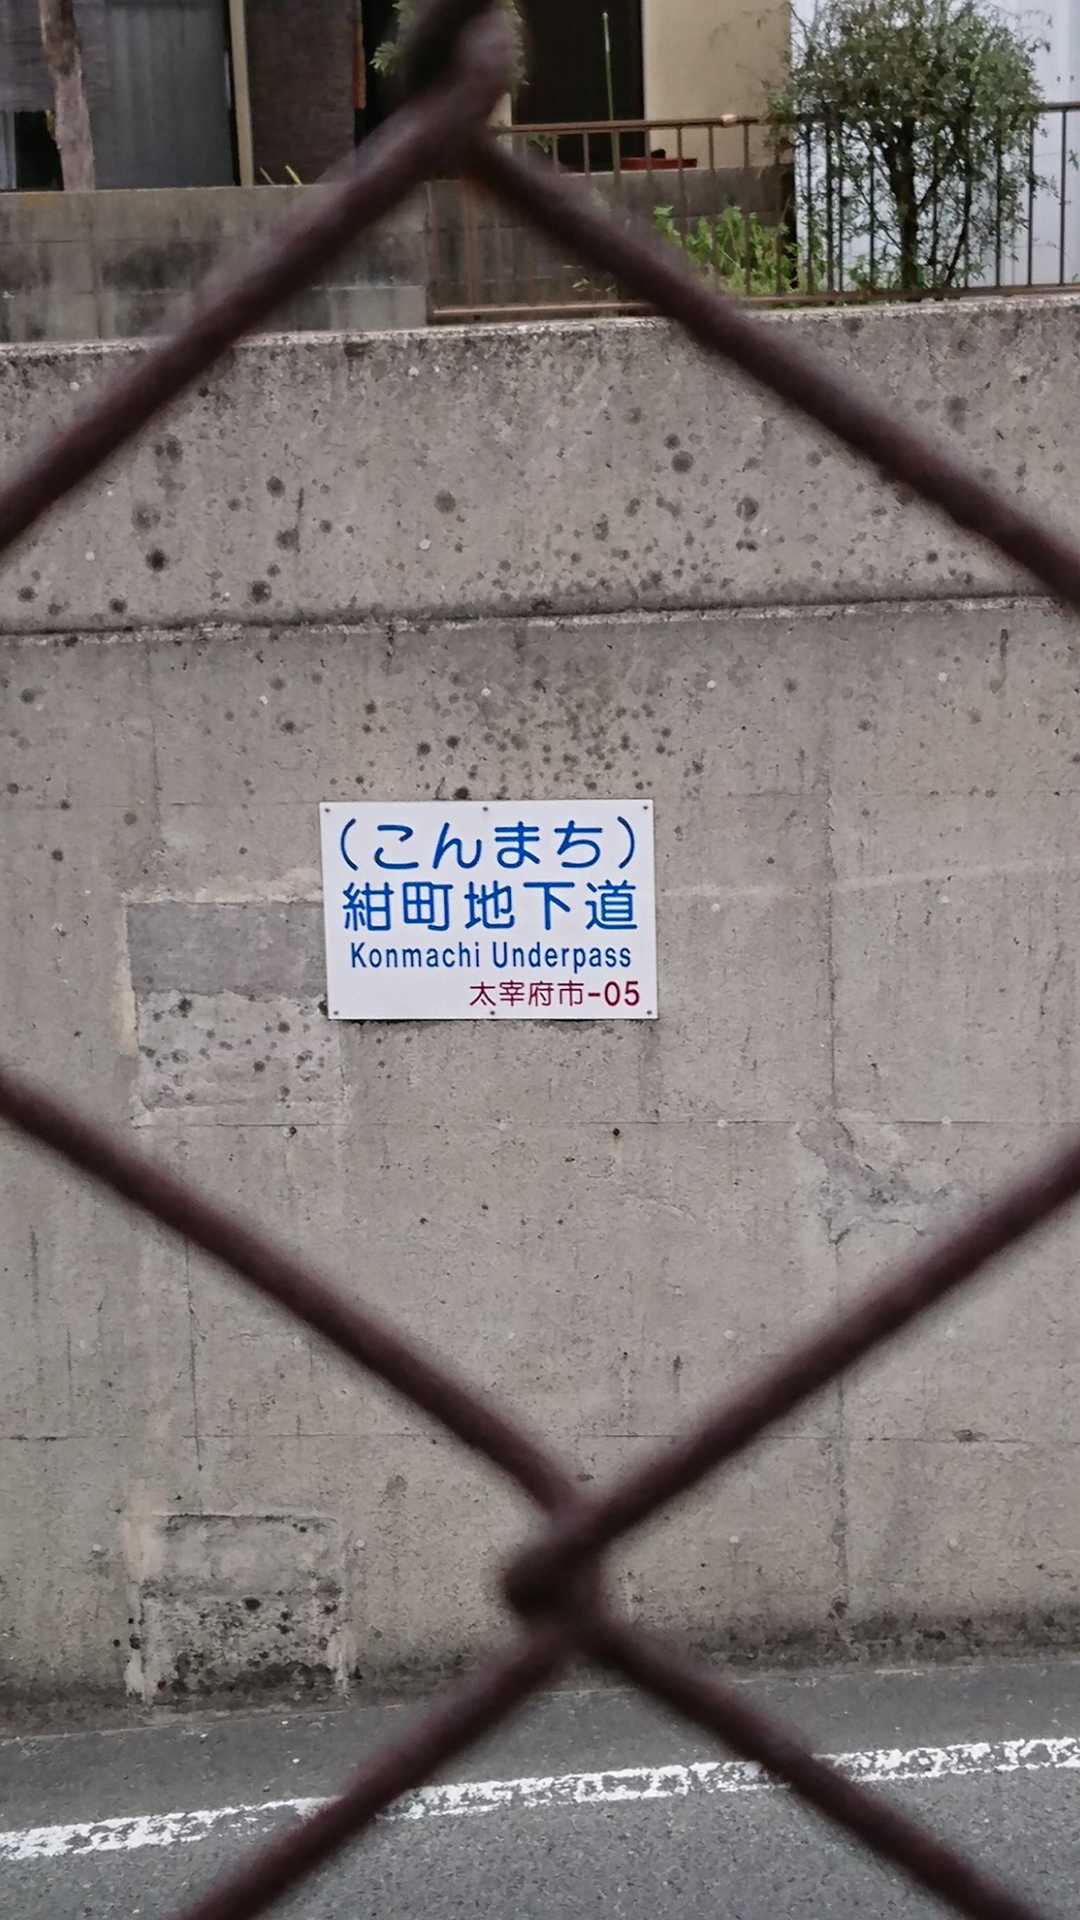 （こんまち）
紺町地下道
Konmachi Underpass
太宰府市-05